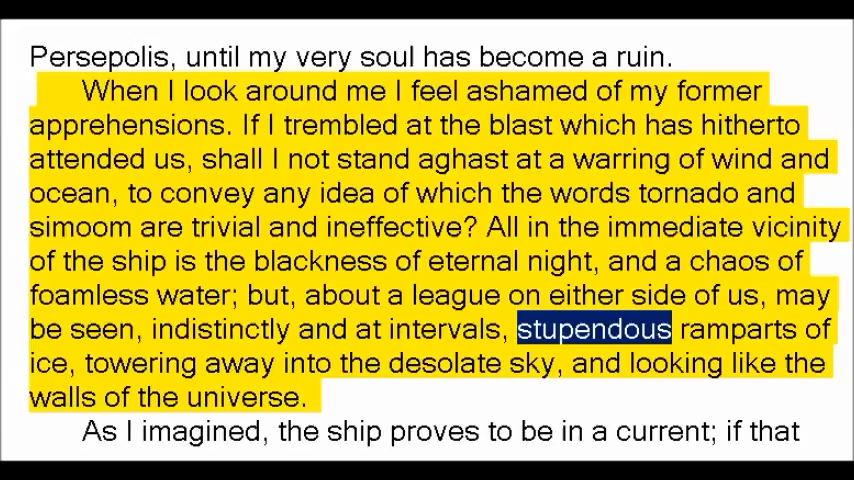 Persepolis, until my very soul has become a ruin.
When I look around me I feel ashamed of my former
apprehensions. If I trembled at the blast which has hitherto
attended us, shall I not stand aghast at a warring of wind and
ocean, to convey any idea of which the words tornado and
simoom are trivial and ineffective? All in the immediate vicinity
of the ship is the blackness of eternal night, and a chaos of
foamless water; but, about a league on either side of us, may
be seen, indistinctly and at intervals, stupendous ramparts of
ice, towering away into the desolate sky, and looking like the
walls of the universe.
As I imagined, the ship proves to be in a current; if that